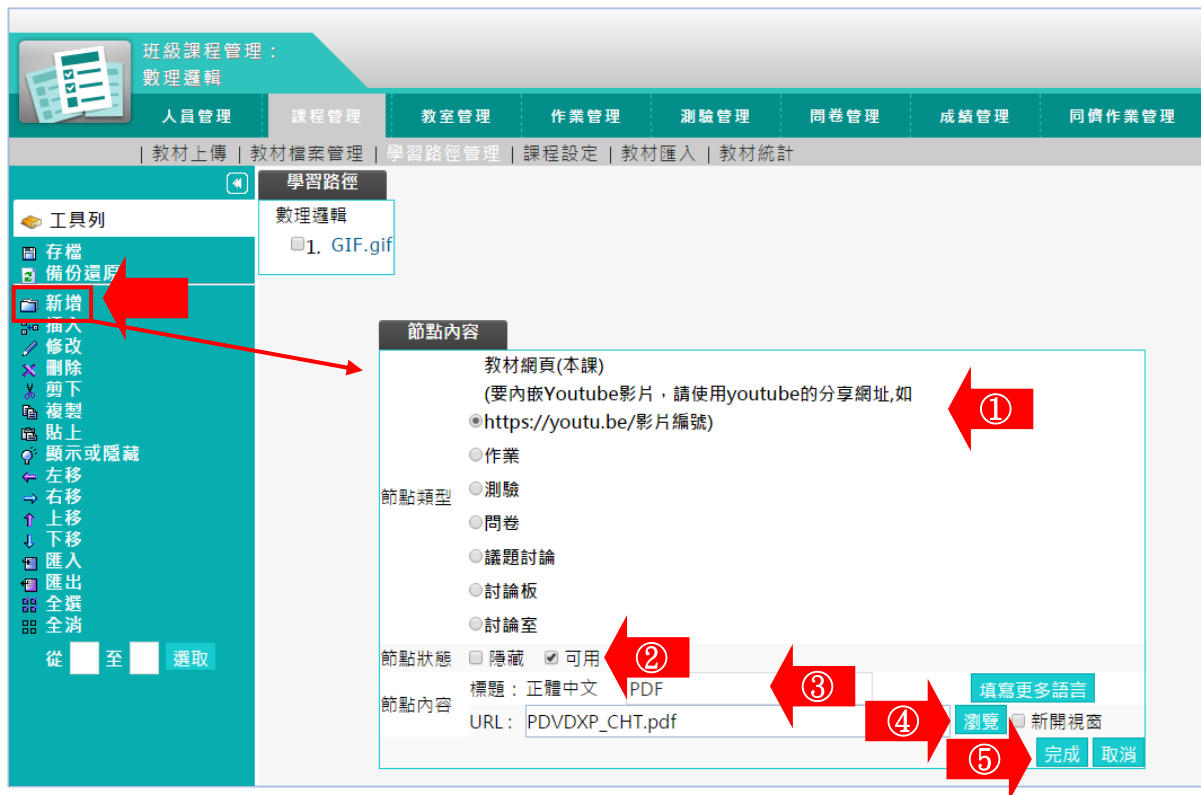 班級課程管理：
數理邏輯
人員管理 課程管理 教室管理 作業管理 測驗管理 問卷管理 成績管理 同儕作業管理
| 教材上傳 | 教材檔案管理 | 學習路徑管理 | 課程設定 | 教材匯入 | 教材統計
學習路徑
工具列
數理邏輯
1. GIF.gif
存檔
備份還原
新增
插入
修改
刪除
剪下
複製
貼上
顯示或隱藏
左移
右移
上移
下移
匯入
匯出
全選
全消
從 至 選取
節點內容
教材網頁(本課)
(要內嵌Youtube影片，請使用youtube的分享網址,如
https://youtu.be/影片編號)
①
作業
節點類型
測驗
問卷
議題討論
討論板
討論室
節點狀態 隱藏 可用 ②
節點內容
標題：正體中文 PDF ③ 填寫更多語言
URL： PDVDXP_CHT.pdf ④ 瀏覽 新開視窗
⑤ 完成 取消